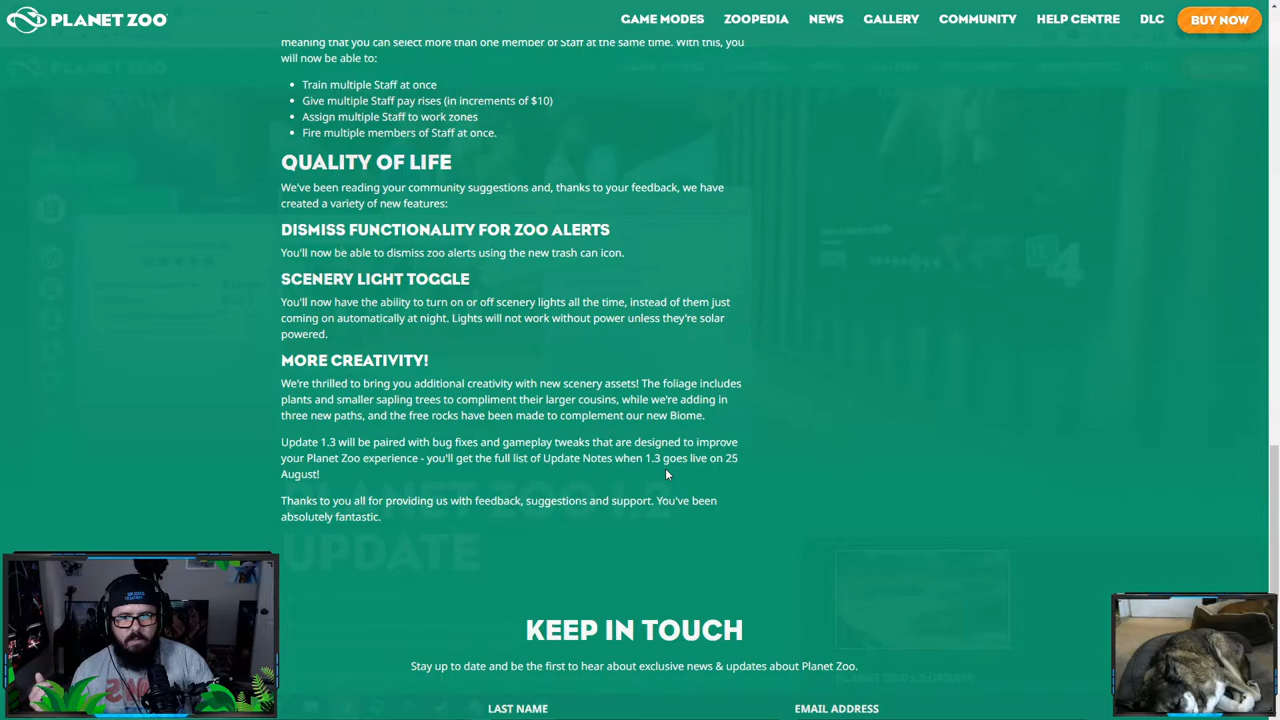 PLANET ZOO
GAME MODES ZOOPEDIA NEWS GALLERY COMMUNITY HELP CENTRE DLC BUY NOW
meaning that you can select more than one member of Staff at the same time. With this, you
will now be able to:
• Train multiple Staff at once
• Give multiple Staff pay rises (in increments of $10)
• Assign multiple Staff to work zones
• Fire multiple members of Staff at once.
QUALITY OF LIFE
We've been reading your community suggestions and, thanks to your feedback, we have
created a variety of new features:
DISMISS FUNCTIONALITY FOR ZOO ALERTS
You'll now be able to dismiss zoo alerts using the new trash can icon.
SCENERY LIGHT TOGGLE
You'll now have the ability to turn on or off scenery lights all the time, instead of them just
coming on automatically at night. Lights will not work without power unless they're solar
powered.
MORE CREATIVITY!
We're thrilled to bring you additional creativity with new scenery assets! The foliage includes
plants and smaller sapling trees to compliment their larger cousins, while we're adding in
three new paths, and the free rocks have been made to complement our new Biome.
Update 1.3 will be paired with bug fixes and gameplay tweaks that are designed to improve
your Planet Zoo experience - you'll get the full list of Update Notes when 1.3 goes live on 25
August!
Thanks to you all for providing us with feedback, suggestions and support. You've been
absolutely fantastic.
PLANET ZOO 1.2
UPDATE
PLANET ZOO 1.2 UPDATE
KEEP IN TOUCH
Stay up to date and be the first to hear about exclusive news & updates about Planet Zoo.
LAST NAME EMAIL ADDRESS